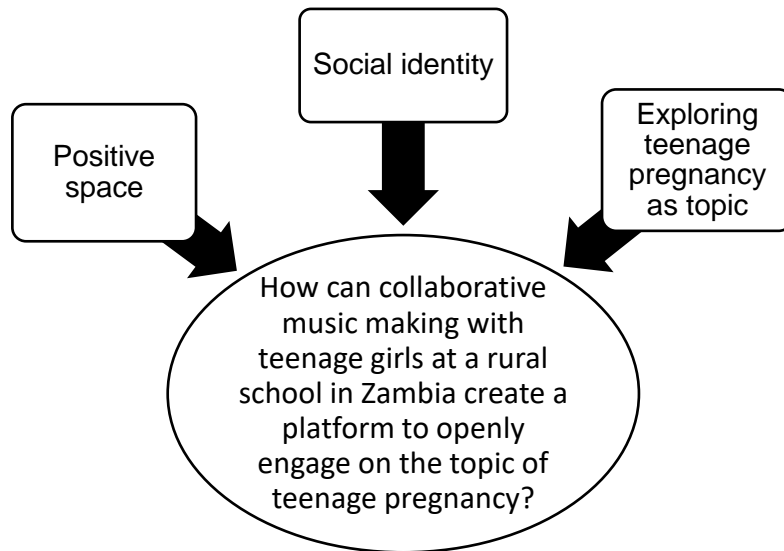 Social identity
Positive
space
Exploring
teenage
pregnancy
as topic
How can collaborative
music making with
teenage girls at a rural
school in Zambia create a
platform to openly
engage on the topic of
teenage pregnancy?